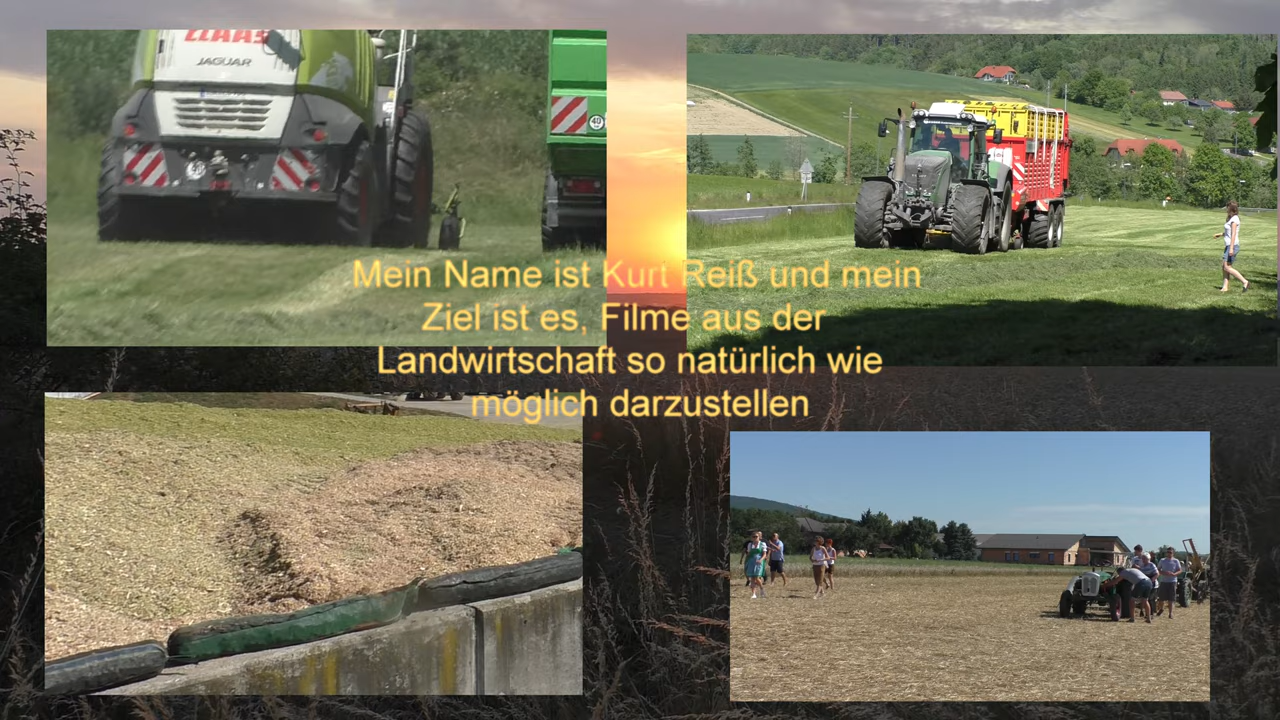 CLAAS
JAGUAR
40
Mein Name ist Kurt Reiß und mein
Ziel ist es, Filme aus der
Landwirtschaft so natürlich wie
möglich darzustellen